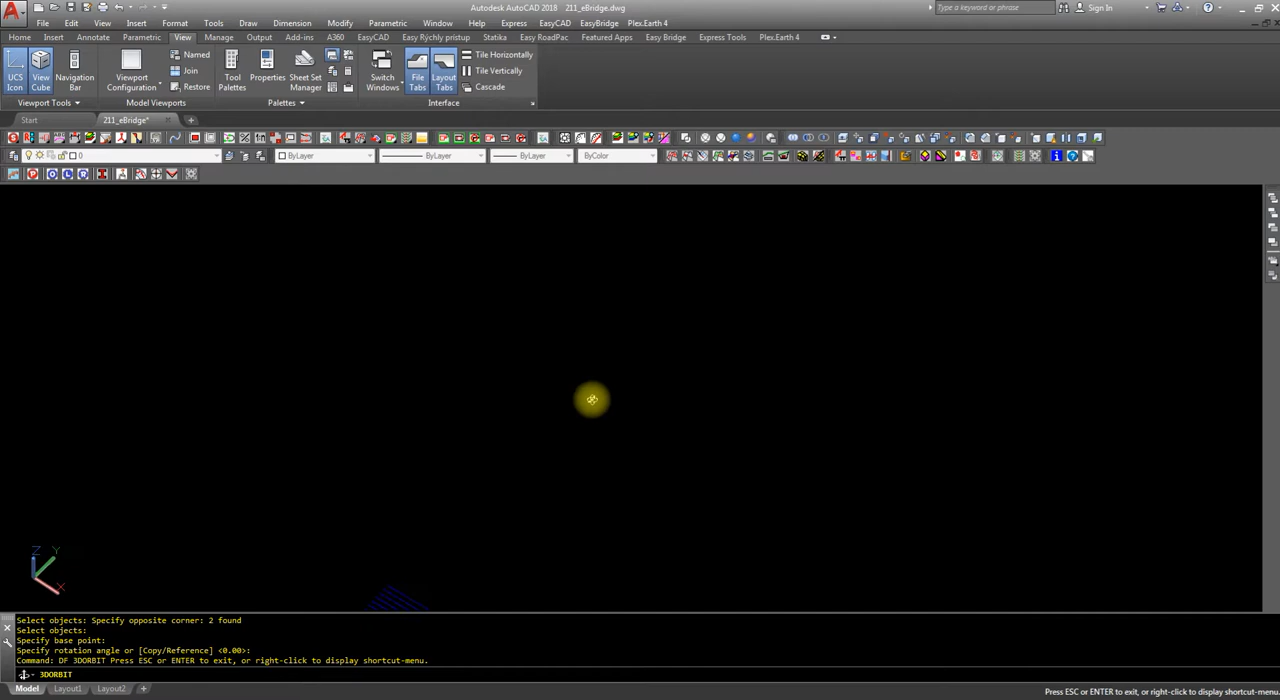 Autodesk AutoCAD 2018   211_eBridge.dwg
Type a keyword or phrase
Sign In
File Edit View Insert Format Tools Draw Dimension Modify Parametric Window Help Express EasyCAD EasyBridge Plex.Earth 4
Home Insert Annotate Parametric View Manage Output Add-ins A360 EasyCAD Easy Rýchly pristup Statika Easy RoadPac Featured Apps Easy Bridge Express Tools Plex.Earth 4
UCS Icon
View Cube
Navigation Bar
Viewport Configuration
Named
Join
Restore
Tool Palettes
Properties
Sheet Set Manager
Switch Windows
File Tabs
Layout Tabs
Tile Horizontally
Tile Vertically
Cascade
Viewport Tools
Model Viewports
Palettes
Interface
Start
211_eBridge*
0
ByLayer
ByLayer
ByLayer
ByColor
Z
Y
X
Select objects: Specify opposite corner: 2 found
Select objects:
Specify base point:
Specify rotation angle or [Copy/Reference] <0.00>:
Command: DF 3DORBIT Press ESC or ENTER to exit, or right-click to display shortcut-menu.
3DORBIT
Model Layout1 Layout2
Press ESC or ENTER to exit, or right-click to display shortcut-menu.